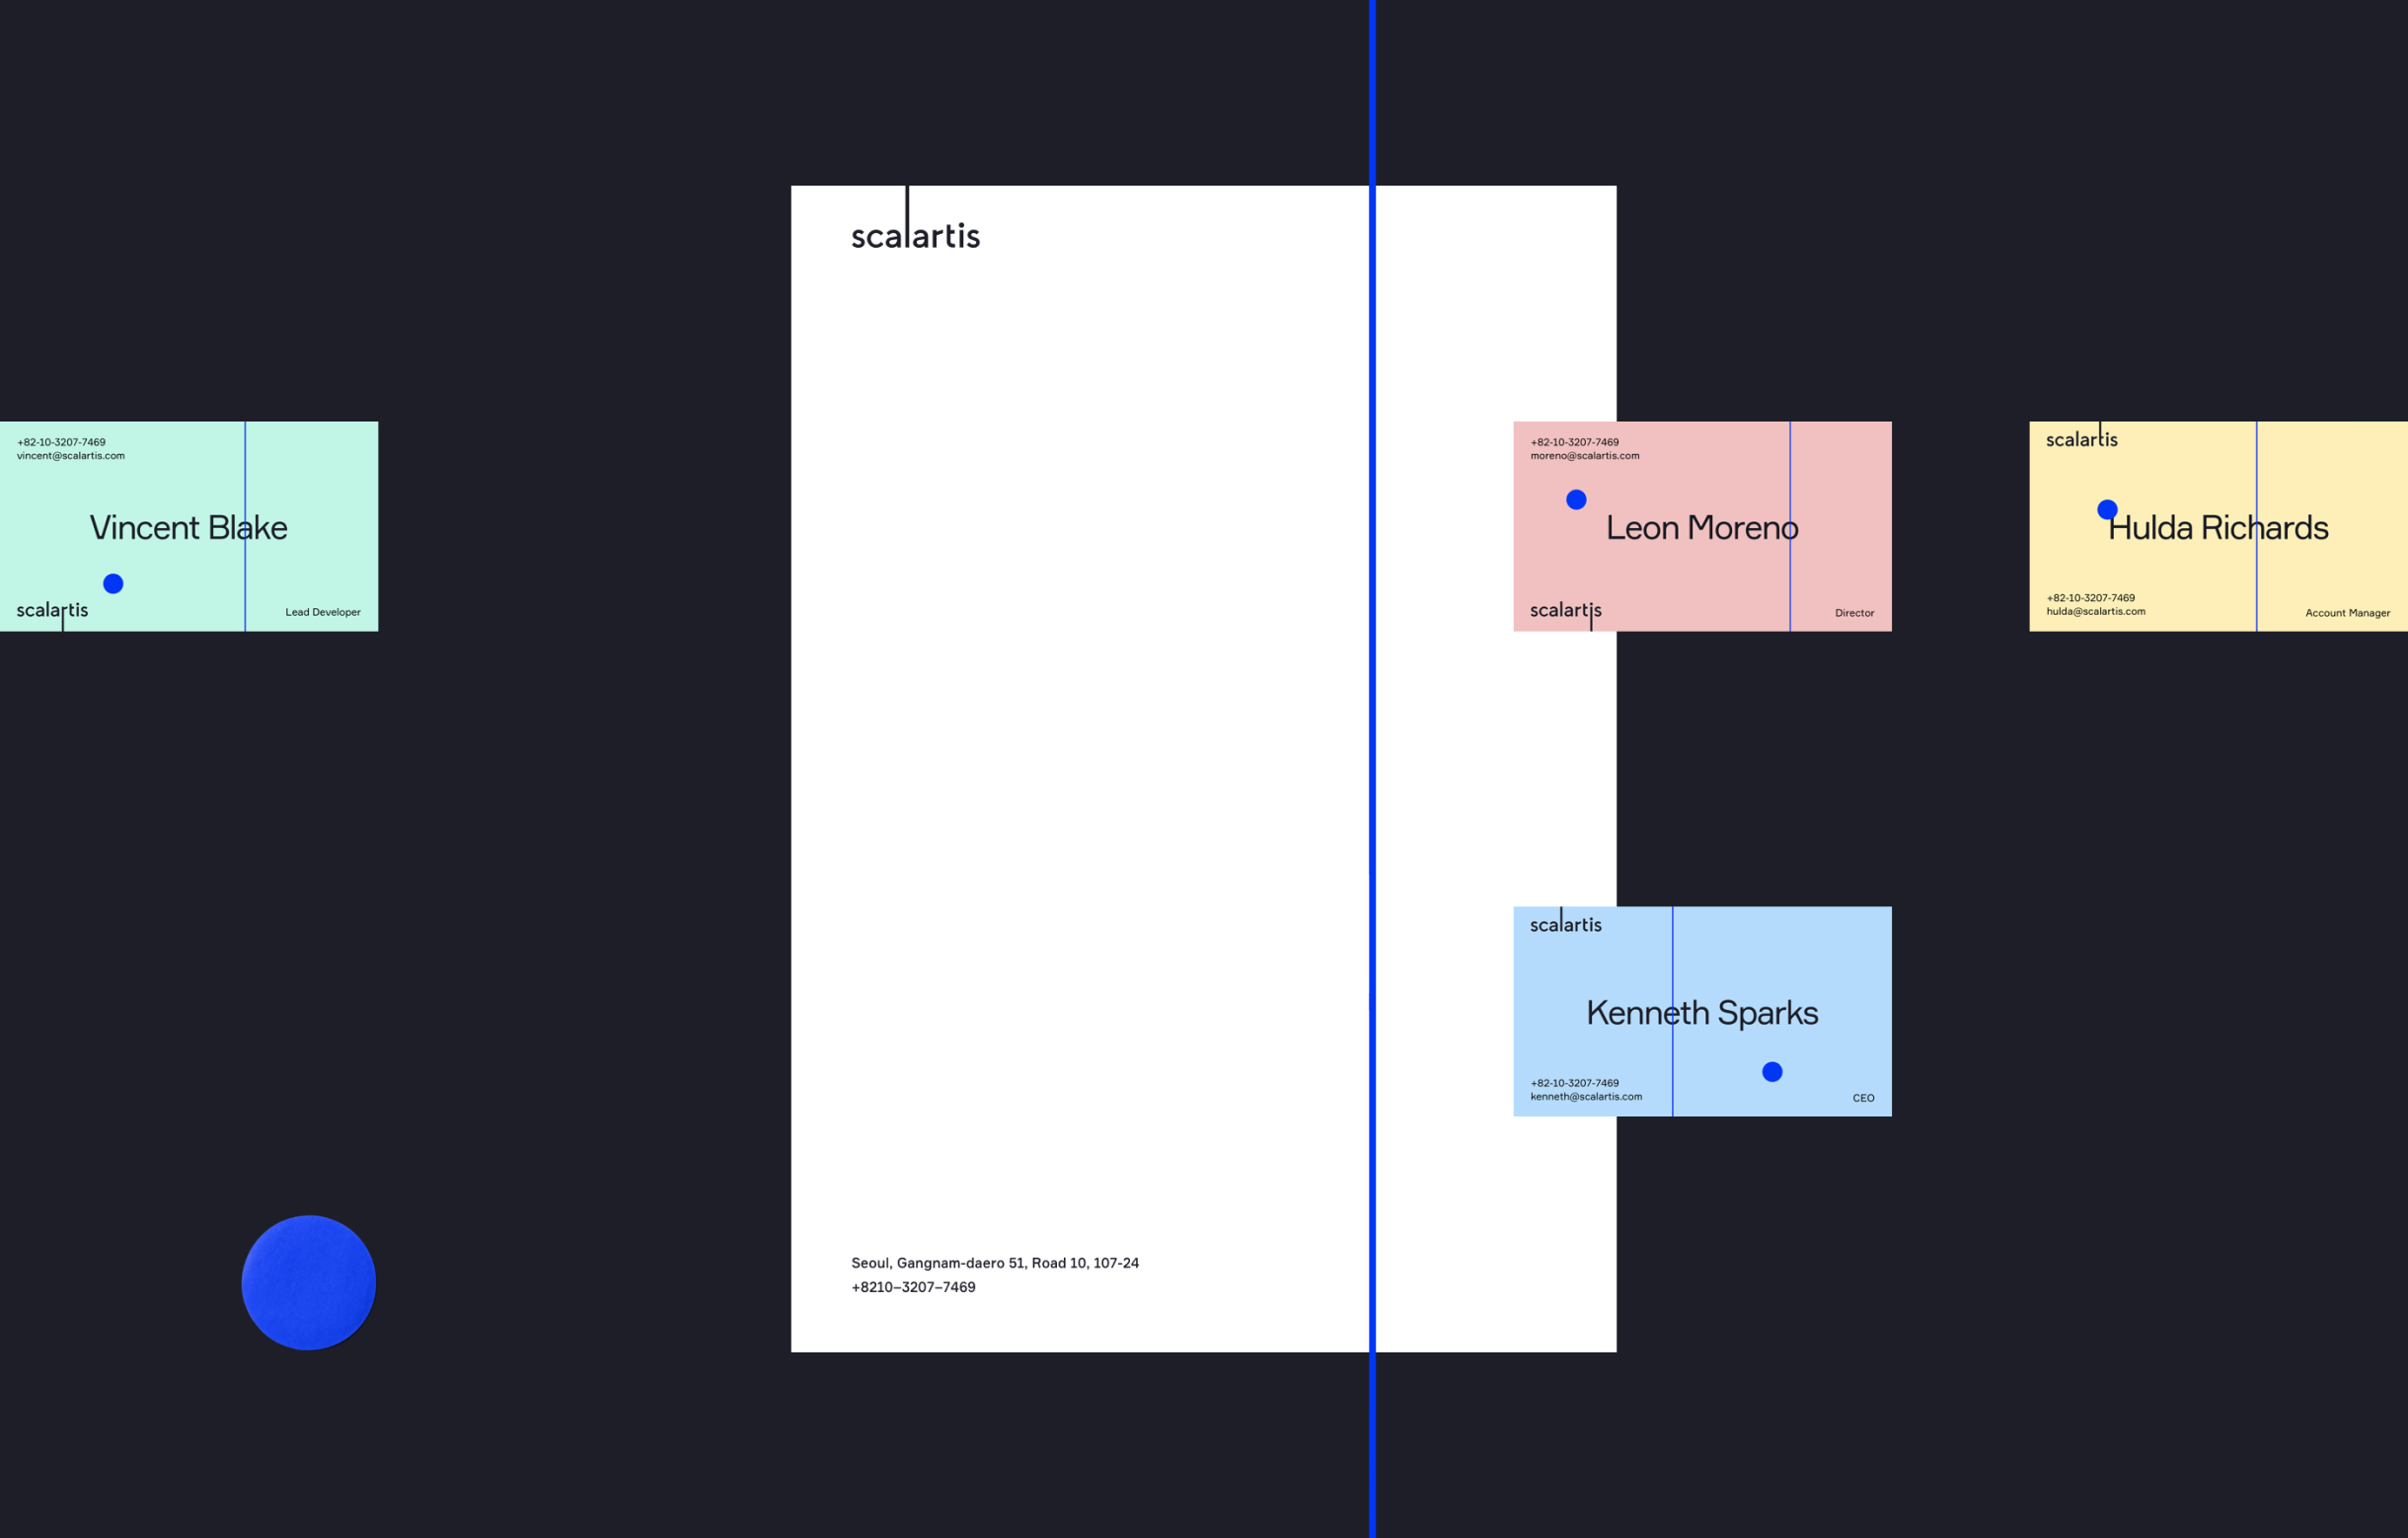 scalartis
Seoul, Gangnam-daero 51, Road 10, 107-24
+8210–3207–7469
+82-10-3207-7469
vincent@scalartis.com
Vincent Blake
scalartis
Lead Developer
+82-10-3207-7469
moreno@scalartis.com
Leon Moreno
scalartis
Director
scalartis
Hulda Richards
+82-10-3207-7469
hulda@scalartis.com
Account Manager
scalartis
Kenneth Sparks
+82-10-3207-7469
kenneth@scalartis.com
CEO